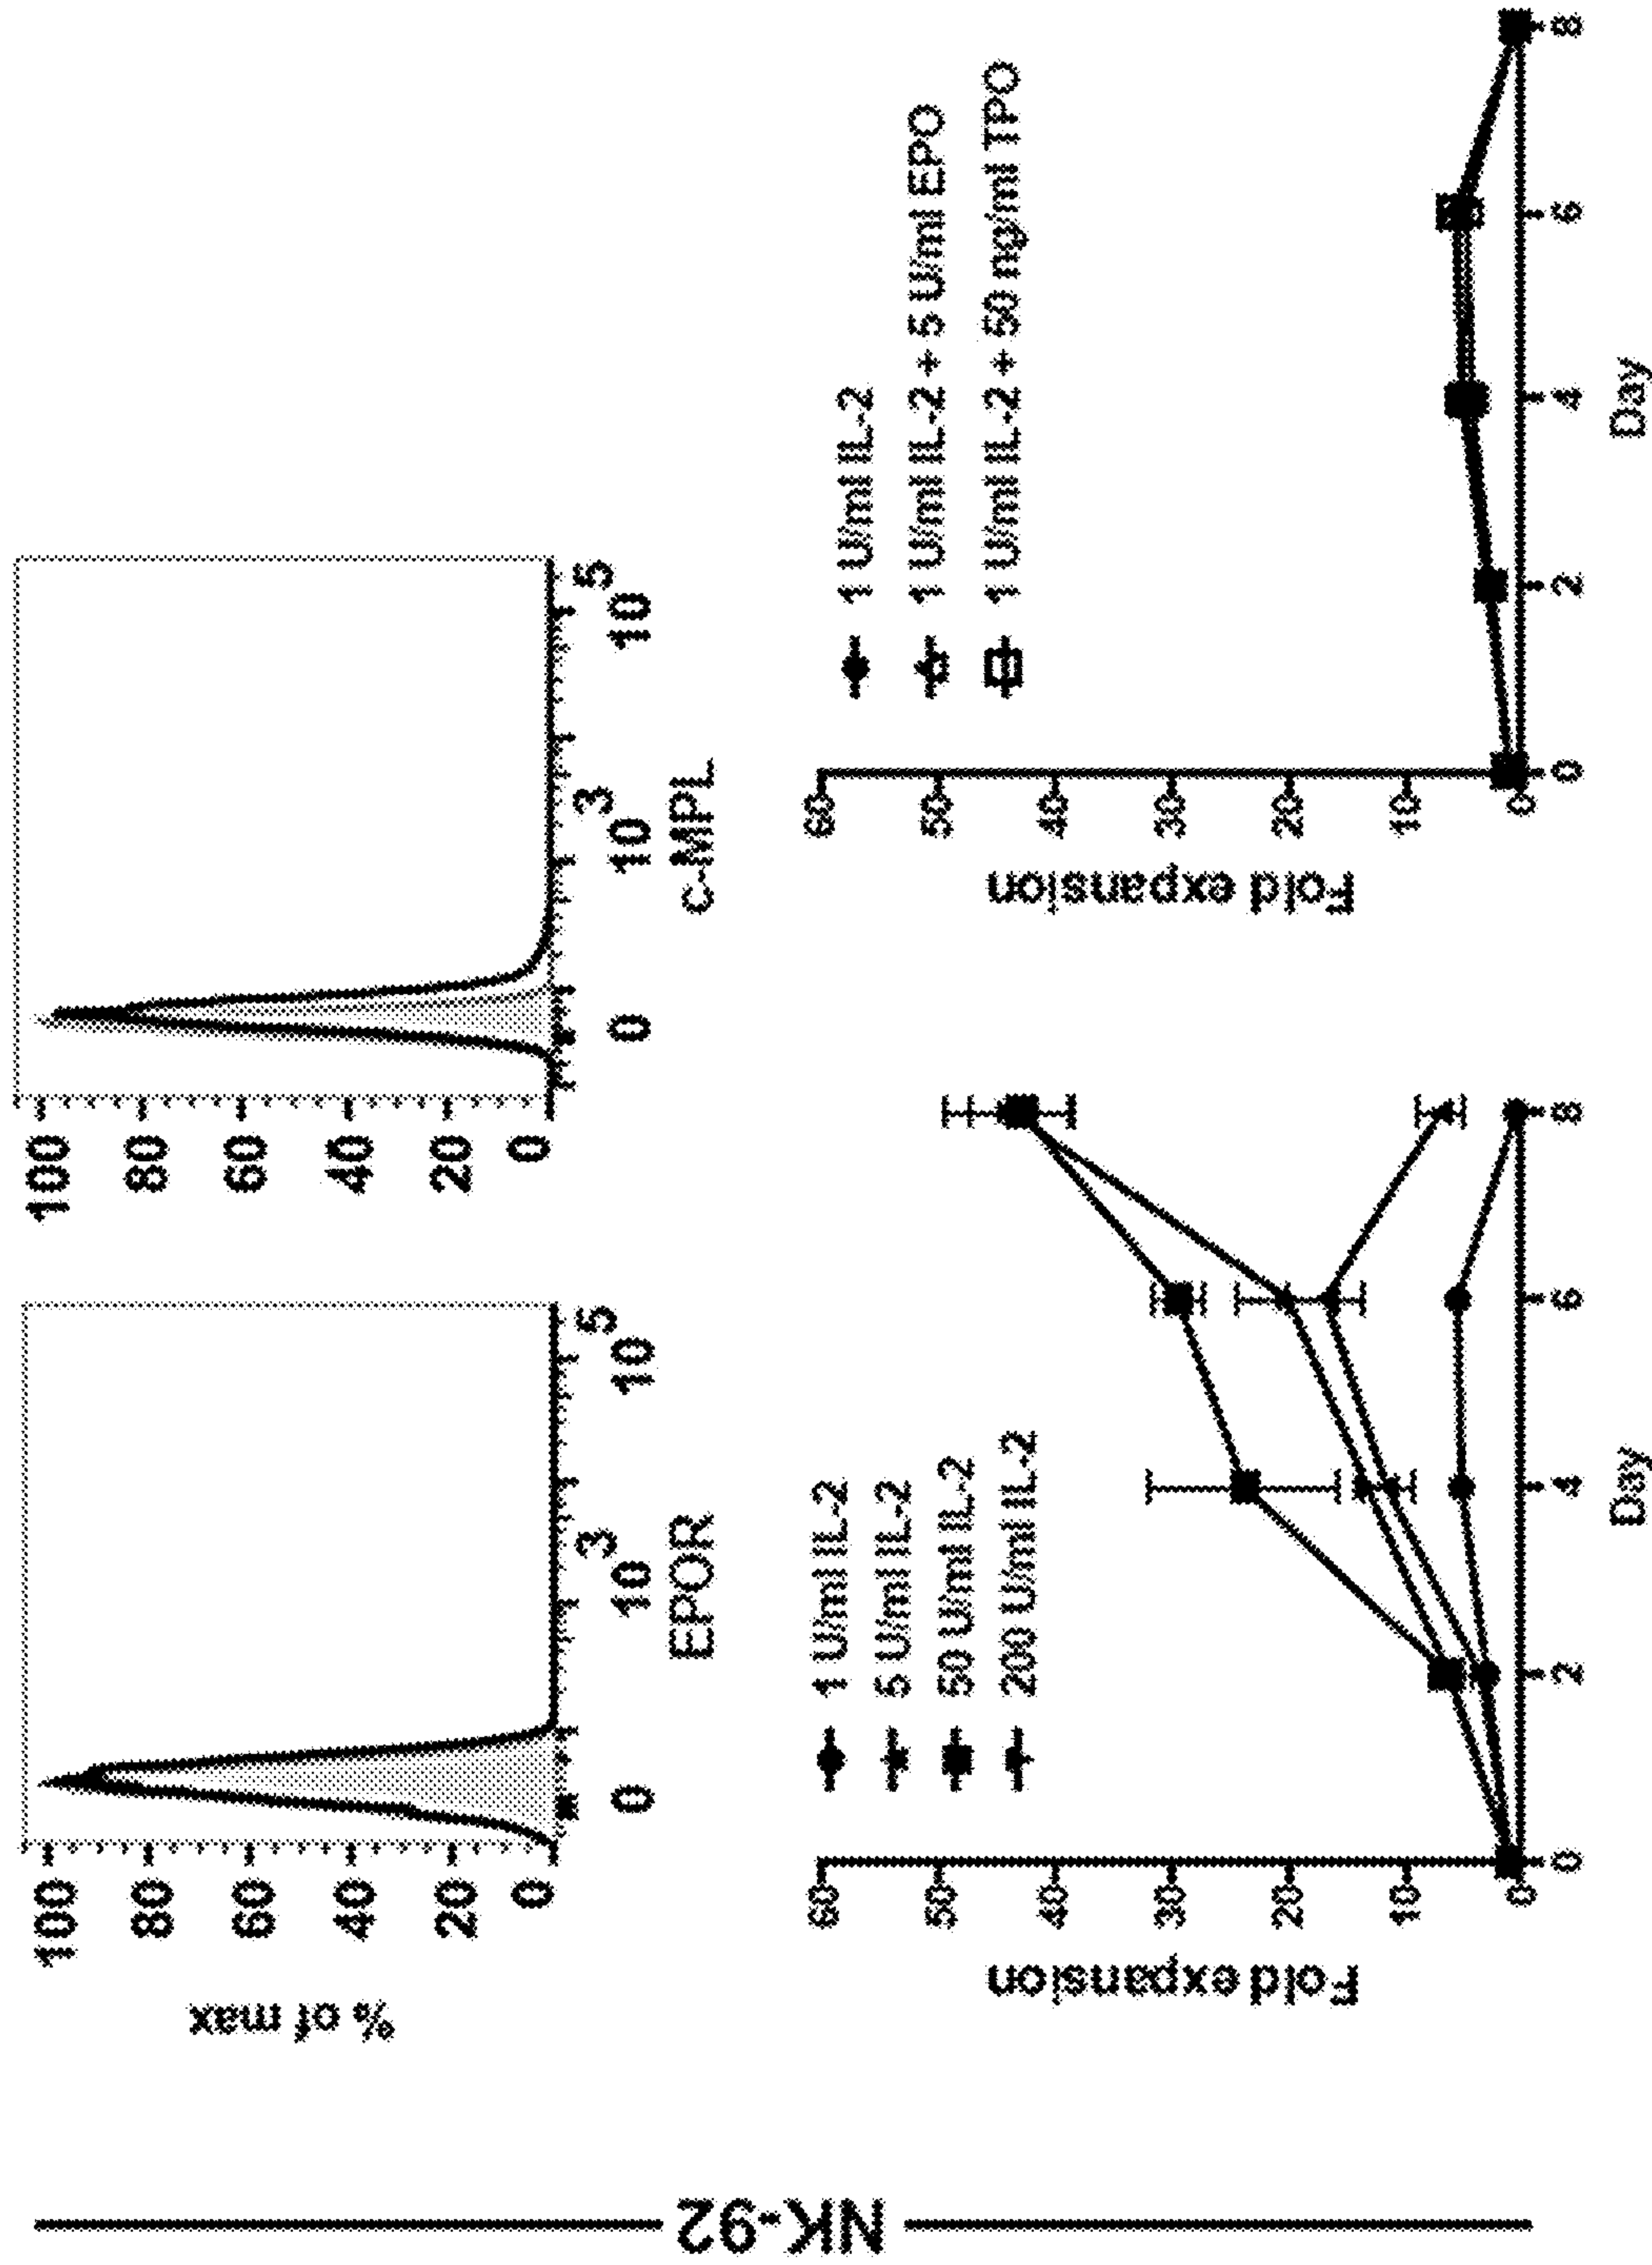 NK-92
% of max
100
80
60
40
20
0
0
10 3
10 5
EPOR
100
80
60
40
20
0
0
10 3
10 5
c-MPL
Fold expansion
60
50
40
30
20
10
0
1 U/ml IL-2
5 U/ml IL-2
50 U/ml IL-2
200 U/ml IL-2
0
2
4
6
8
Day
Fold expansion
60
50
40
30
20
10
0
1 U/ml IL-2
1 U/ml IL-2 + 5 U/ml EPO
1 U/ml IL-2 + 50 ng/ml TPO
0
2
4
6
8
Day